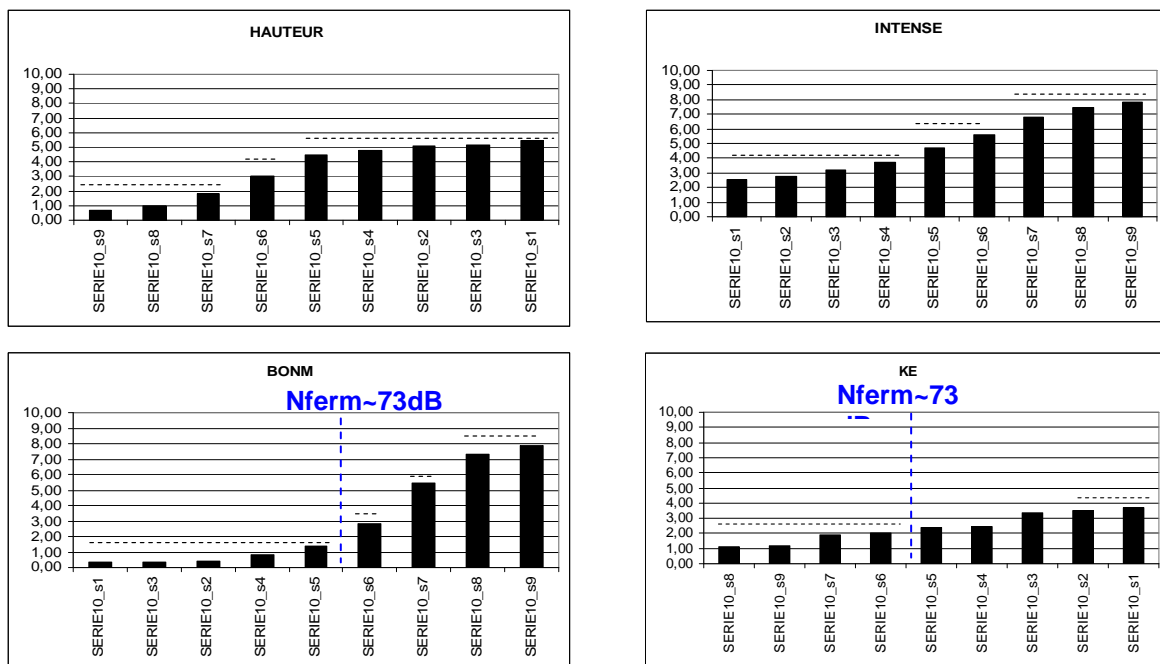 HAUTEUR
10,00
9,00
8,00
7,00
6,00
5,00
4,00
3,00
2,00
1,00
0,00
SERIE10_s9
SERIE10_s8
SERIE10_s7
SERIE10_s6
SERIE10_s5
SERIE10_s4
SERIE10_s2
SERIE10_s3
SERIE10_s1
INTENSE
10,00
9,00
8,00
7,00
6,00
5,00
4,00
3,00
2,00
1,00
0,00
SERIE10_s1
SERIE10_s2
SERIE10_s3
SERIE10_s4
SERIE10_s5
SERIE10_s6
SERIE10_s7
SERIE10_s8
SERIE10_s9
BONM
Nferm~73dB
10,00
9,00
8,00
7,00
6,00
5,00
4,00
3,00
2,00
1,00
0,00
SERIE10_s1
SERIE10_s3
SERIE10_s2
SERIE10_s4
SERIE10_s5
SERIE10_s6
SERIE10_s7
SERIE10_s8
SERIE10_s9
KE
Nferm~73
10,00
9,00
8,00
7,00
6,00
5,00
4,00
3,00
2,00
1,00
0,00
SERIE10_s8
SERIE10_s9
SERIE10_s7
SERIE10_s6
SERIE10_s5
SERIE10_s4
SERIE10_s3
SERIE10_s2
SERIE10_s1